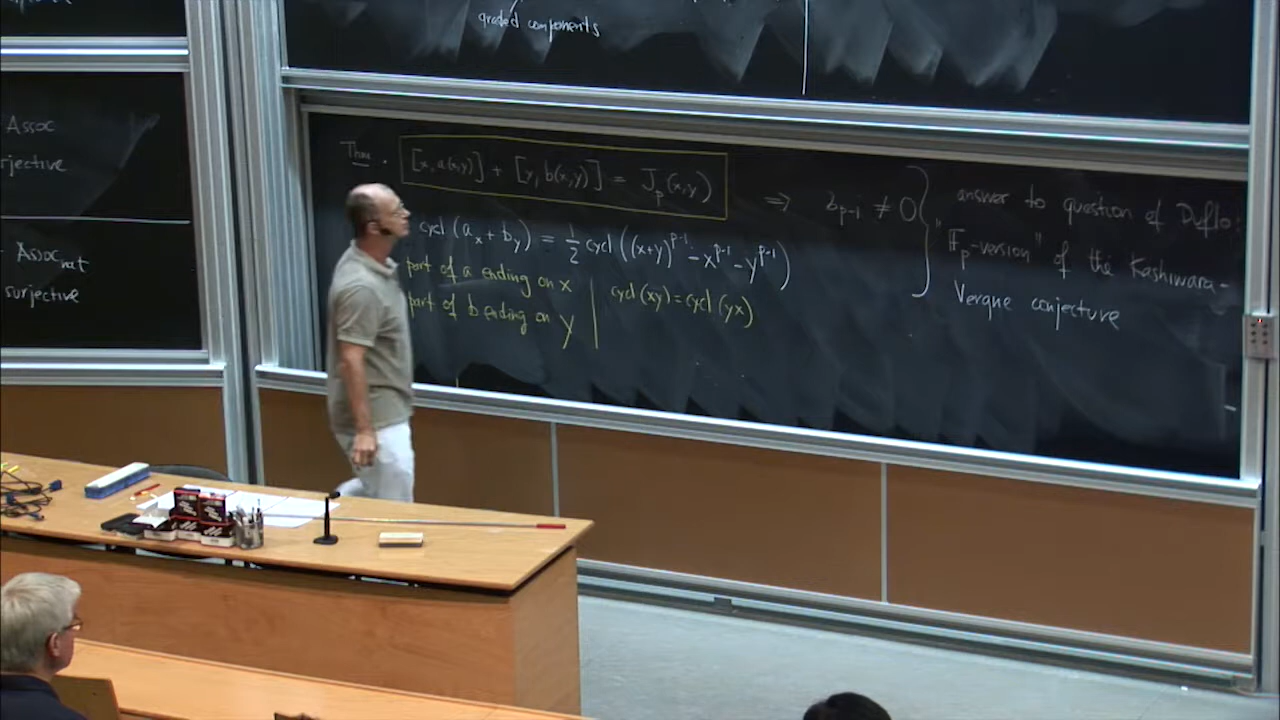 graded components
Assoc
rjective
Assoc_nat
surjective
Thm. [x, a(x,y)] + [y, b(x,y)] = J_p(x,y) ⇒ 2_{p-1} ≠ 0
cycl (a_x + b_y) = 1/2 cycl ((x+y)^{p-1} - x^{p-1} - y^{p-1})
part of a ending on x
part of b ending on y
cycl (xy) = cycl (yx)
answer to question of Duflo:
"F_p-version" of the Kashiwara-
Vergne conjecture